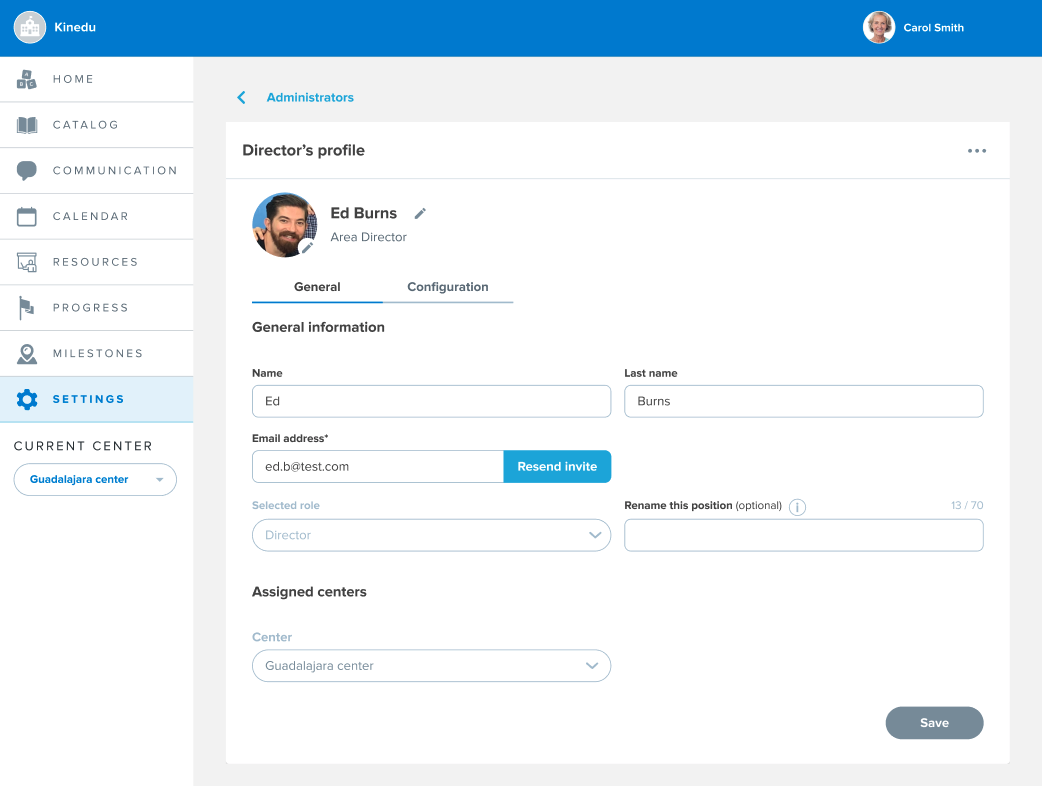 Kinedu
Carol Smith
HOME
CATALOG
COMMUNICATION
CALENDAR
RESOURCES
PROGRESS
MILESTONES
SETTINGS
CURRENT CENTER
Guadalajara center
Administrators
Director’s profile
Ed Burns
Area Director
General Configuration
General information
Name Last name
Ed Burns
Email address*
ed.b@test.com Resend invite
Selected role Rename this position (optional) i 13 / 70
Director
Assigned centers
Center
Guadalajara center
Save